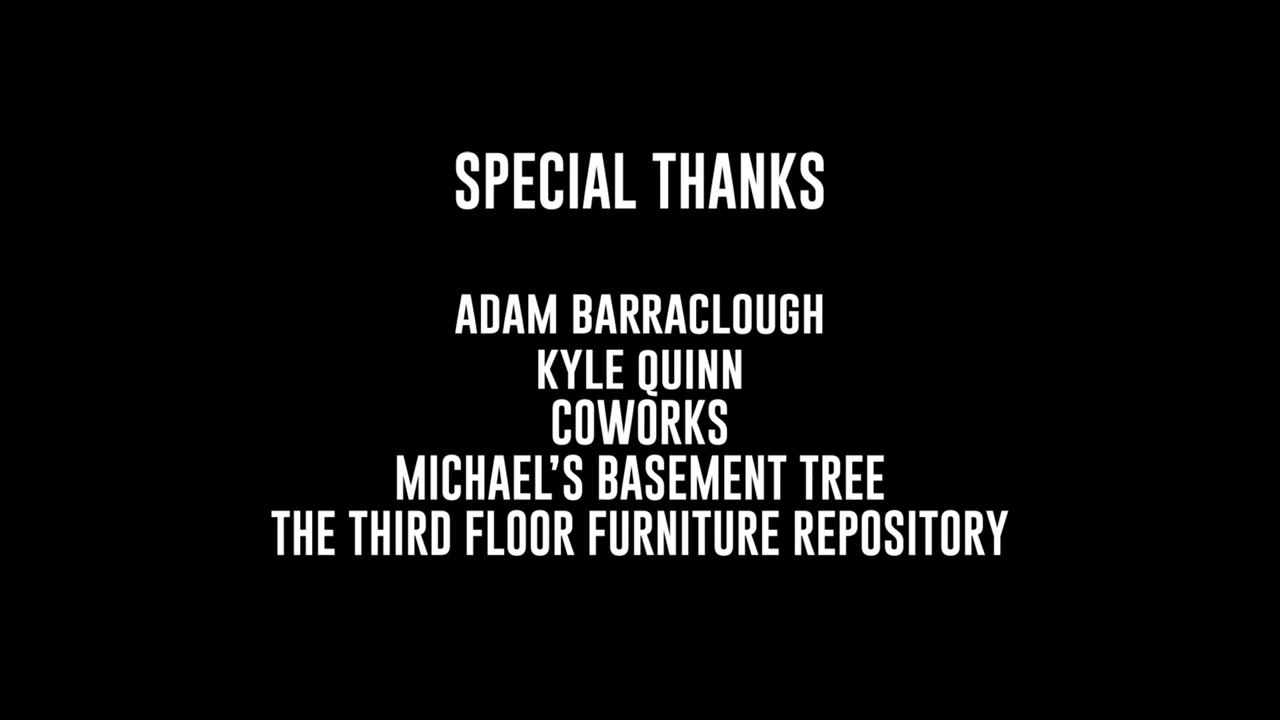 SPECIAL THANKS
ADAM BARRACLOUGH
KYLE QUINN
COWORKS
MICHAEL’S BASEMENT TREE
THE THIRD FLOOR FURNITURE REPOSITORY